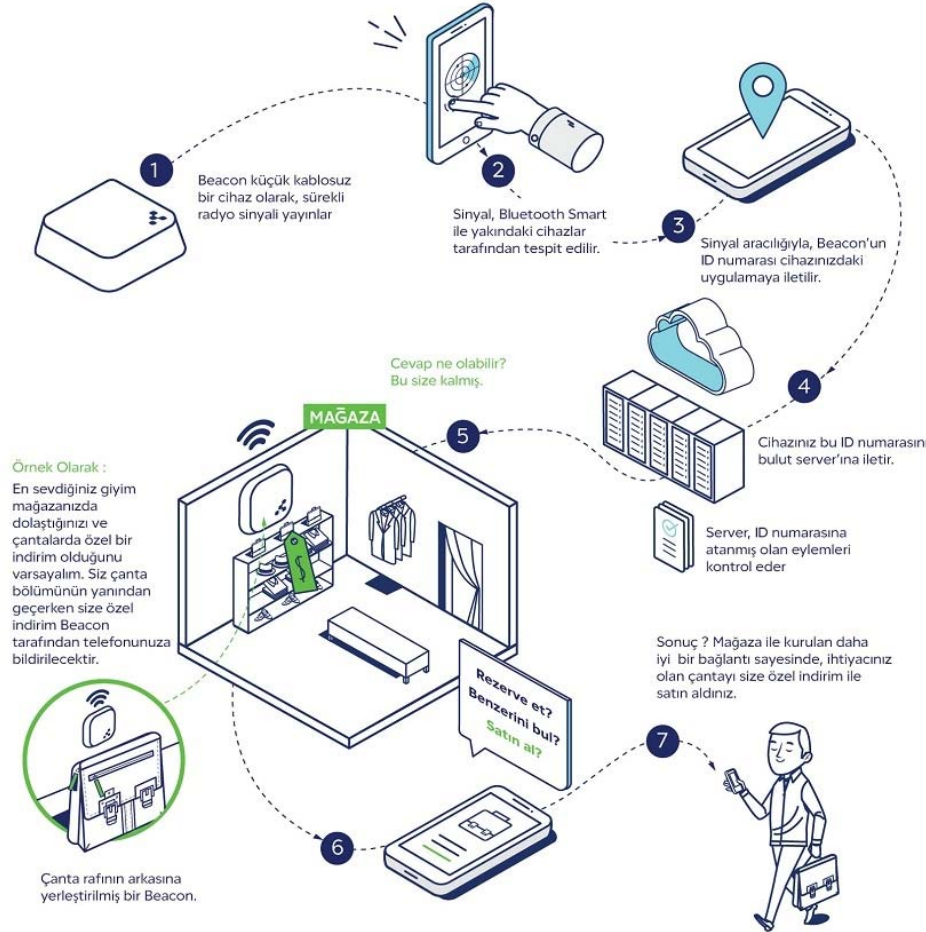 1
Beacon küçük kablosuz
bir cihaz olarak, sürekli
radyo sinyali yayınlar
2
Sinyal, Bluetooth Smart
ile yakındaki cihazlar
tarafından tespit edilir.
3
Sinyal aracılığıyla, Beacon'un
ID numarası cihazınızdaki
uygulamaya iletilir.
4
Cihazınız bu ID numarasın
bulut server'ına iletir.
Server, ID numarasına
atanmış olan eylemleri
kontrol eder
Cevap ne olabilir?
Bu size kalmış.
5
MAĞAZA
Örnek Olarak :
En sevdiğiniz giyim
mağazanızda
dolaştığınızı ve
çantalarda özel bir
indirim olduğunu
varsayalım. Siz çanta
bölümünün yanından
geçerken size özel
indirim Beacon
tarafından telefonunuza
bildirilecektir.
$
Çanta rafının arkasına
yerleştirilmiş bir Beacon.
6
Rezerve et?
Benzerini bul?
Satın al?
7
Sonuç ? Mağaza ile kurulan daha
iyi bir bağlantı sayesinde, ihtiyacınız
olan çantayı size özel indirim ile
satın aldınız.